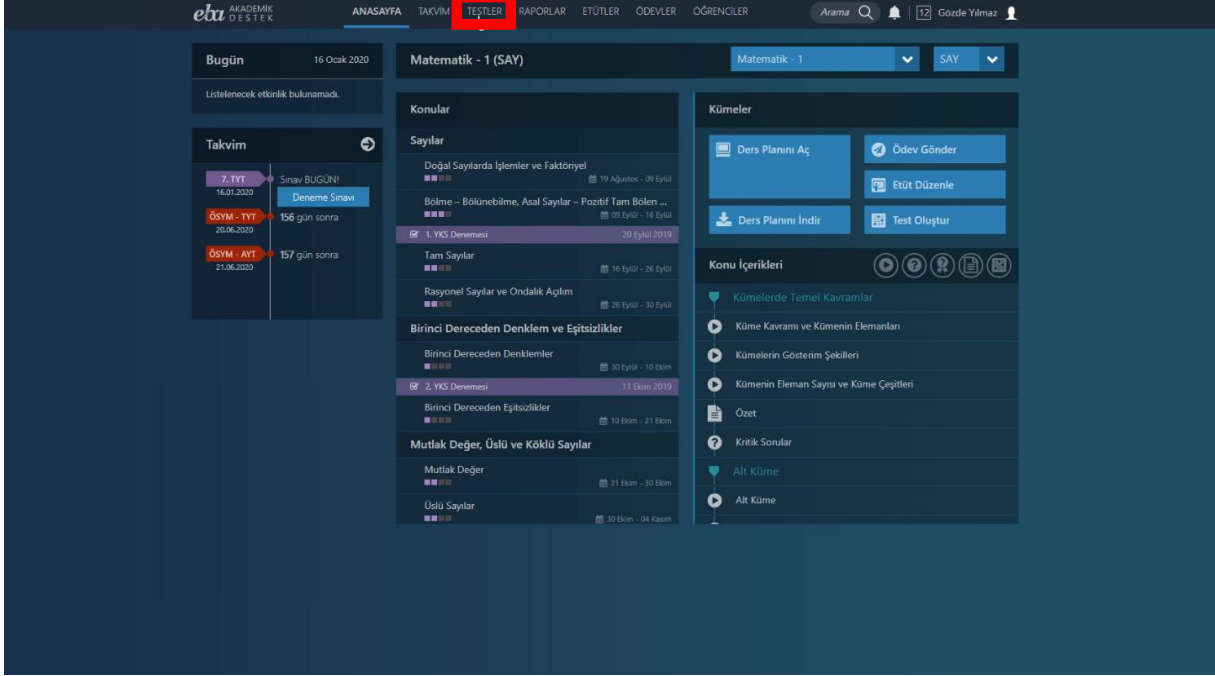 eba AKADEMİK DESTEK
ANASAYFA TAKVİM TESTLER RAPORLAR ETÜTLER ÖDEVLER ÖĞRENCİLER Arama 12 Gözde Yılmaz
Bugün 16 Ocak 2020
Listelenecek etkinlik bulunamadı.
Takvim
7. TYT Sınav BUGÜN!
16.01.2020 Deneme Sınavı
ÖSYM - TYT 156 gün sonra
20.06.2020
ÖSYM - AYT 157 gün sonra
21.06.2020
Matematik - 1 (SAY) Matematik - 1 SAY
Konular
Sayılar
Doğal Sayılarda İşlemler ve Faktöriyel
19 Ağustos - 09 Eylül
Bölme – Bölünebilme, Asal Sayılar – Pozitif Tam Bölen ...
09 Eylül - 16 Eylül
1. YKS Denemesi 20 Eylül 2019
Tam Sayılar
16 Eylül - 26 Eylül
Rasyonel Sayılar ve Ondalık Açılım
26 Eylül - 30 Eylül
Birinci Dereceden Denklem ve Eşitsizlikler
Birinci Dereceden Denklemler
30 Eylül - 10 Ekim
2. YKS Denemesi 11 Ekim 2019
Birinci Dereceden Eşitsizlikler
10 Ekim - 21 Ekim
Mutlak Değer, Üslü ve Köklü Sayılar
Mutlak Değer
21 Ekim - 30 Ekim
Üslü Sayılar
30 Ekim - 04 Kasım
Kümeler
Ders Planını Aç
Ödev Gönder
Etüt Düzenle
Ders Planını İndir
Test Oluştur
Konu İçerikleri
Kümelerde Temel Kavramlar
Küme Kavramı ve Kümenin Elemanları
Kümelerin Gösterim Şekilleri
Kümenin Eleman Sayısı ve Küme Çeşitleri
Özet
Kritik Sorular
Alt Küme
Alt Küme